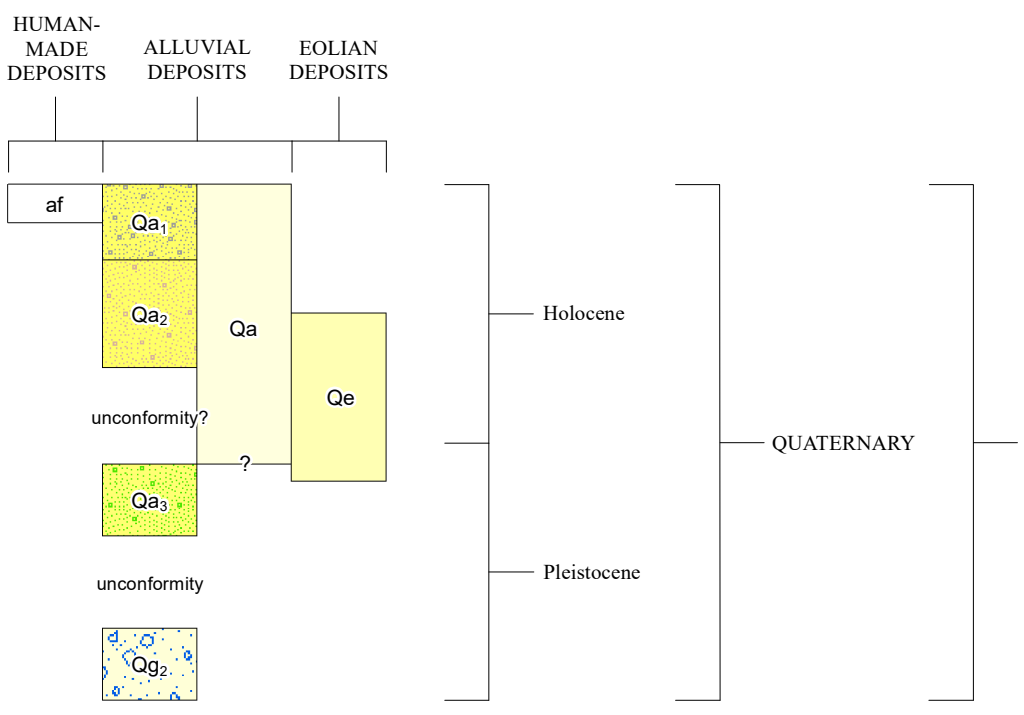 HUMAN-
MADE
DEPOSITS
ALLUVIAL
DEPOSITS
EOLIAN
DEPOSITS
af
Qa₁
Qa₂
Qa
Qe
Holocene
unconformity?
?
QUATERNARY
Qa₃
unconformity
Pleistocene
Qg₂